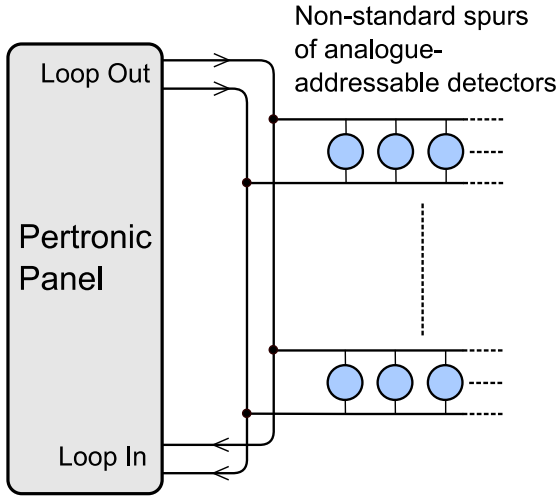 Non-standard spurs
of analogue-
addressable detectors
Loop Out
Pertronic
Panel
Loop In